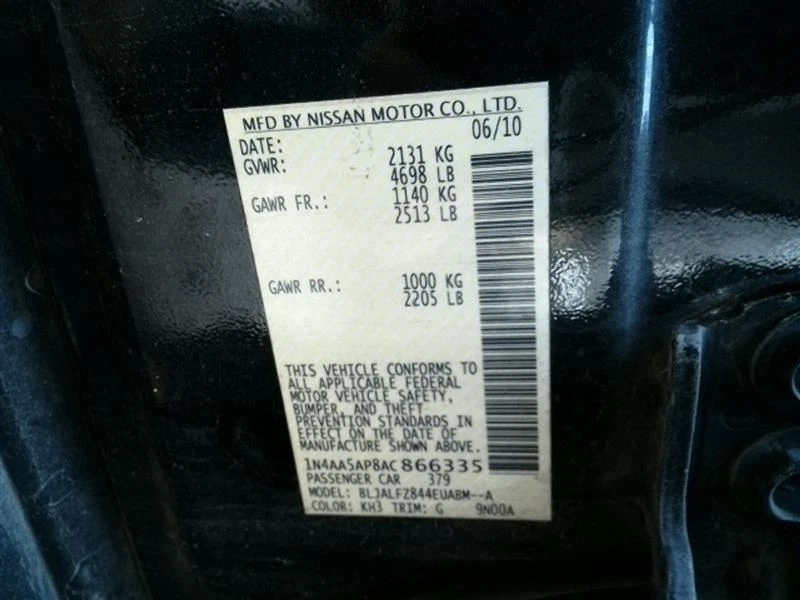 MFD BY NISSAN MOTOR CO., LTD.
DATE: 06/10
GVWR: 2131 KG
4698 LB
GAWR FR.: 1140 KG
2513 LB
GAWR RR.: 1000 KG
2205 LB
THIS VEHICLE CONFORMS TO
ALL APPLICABLE FEDERAL
MOTOR VEHICLE SAFETY,
BUMPER, AND THEFT
PREVENTION STANDARDS IN
EFFECT ON THE DATE OF
MANUFACTURE SHOWN ABOVE.
1N4AA5AP8AC866335
PASSENGER CAR 379
MODEL: BLJALFZ844EUABM--A
COLOR: KH3 TRIM: G 9N00A